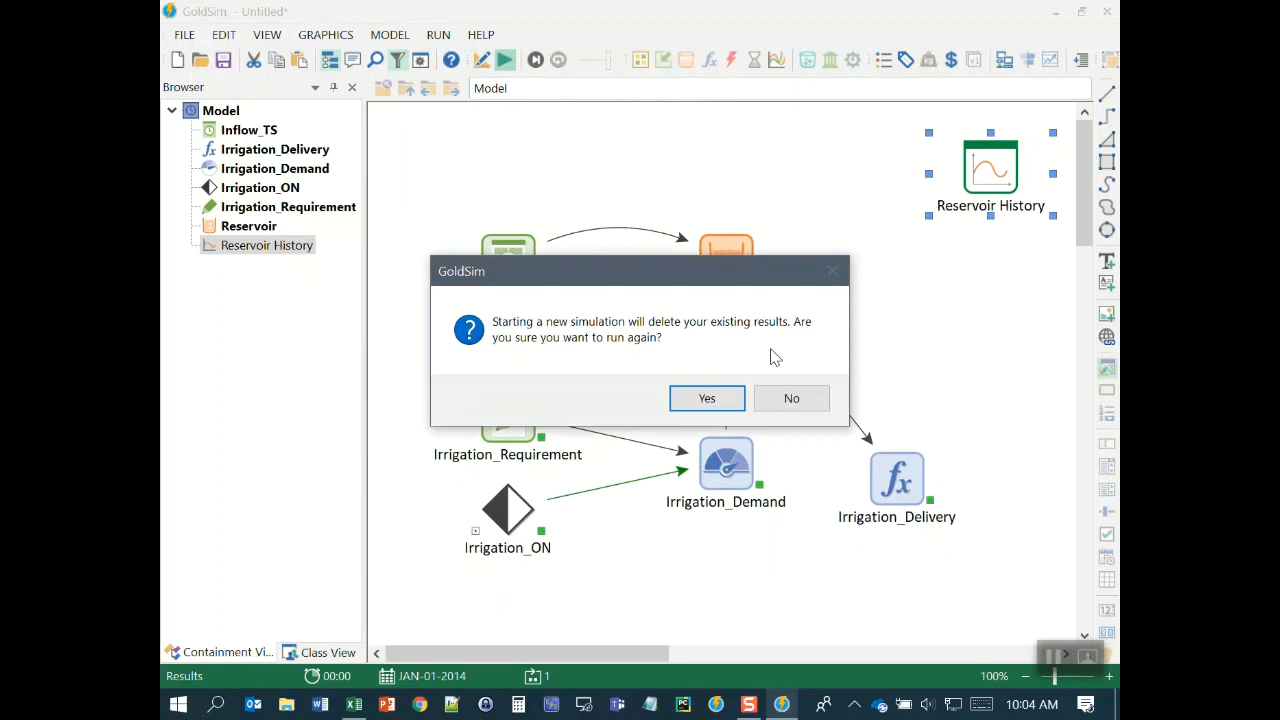 GoldSim - Untitled*
FILE EDIT VIEW GRAPHICS MODEL RUN HELP
Browser
Model
Model
Inflow_TS
Irrigation_Delivery
Irrigation_Demand
Irrigation_ON
Irrigation_Requirement
Reservoir
Reservoir History
Reservoir History
GoldSim
Starting a new simulation will delete your existing results. Are
you sure you want to run again?
Yes No
Irrigation_Requirement
Irrigation_Demand
Irrigation_Delivery
Irrigation_ON
Containment Vi... Class View
Results 00:00 JAN-01-2014 1 100%
10:04 AM